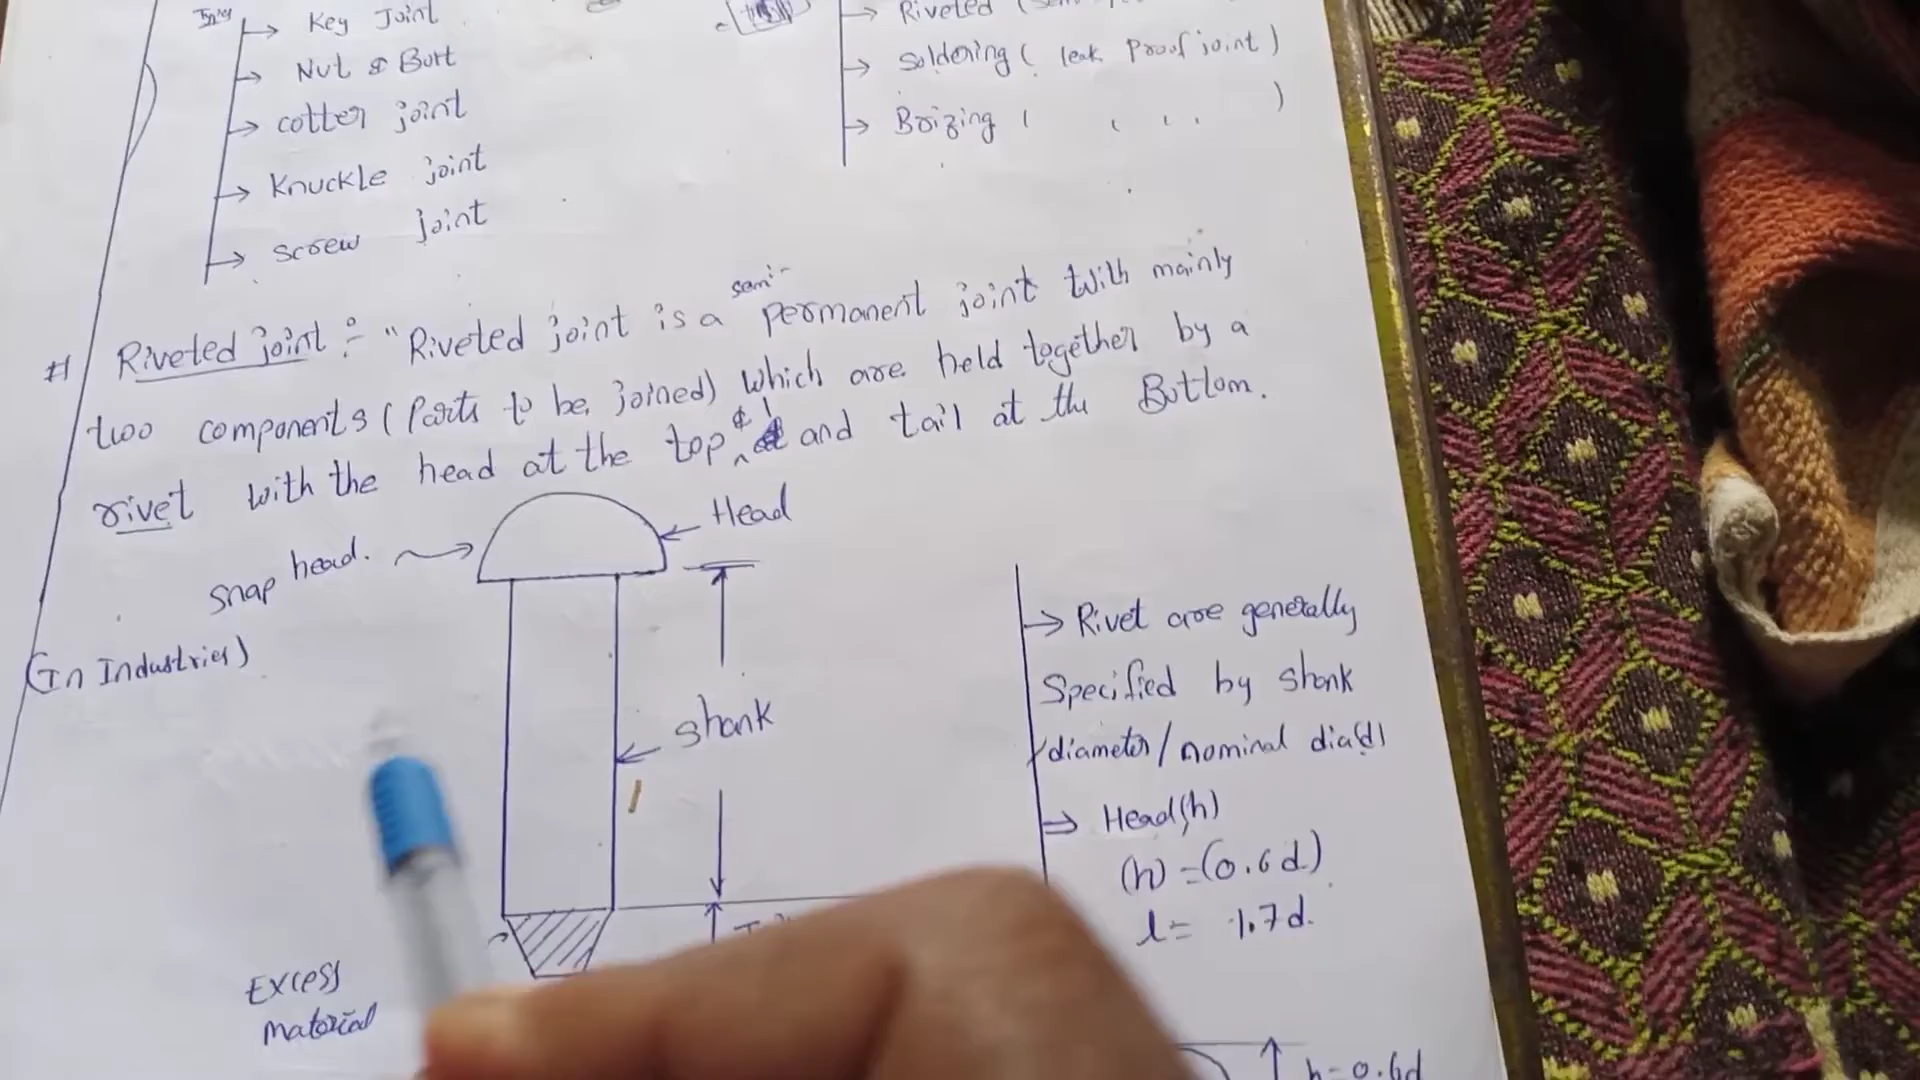 Types
→ Key Joint
→ Nut & Bolt
→ cotter joint
→ Knuckle joint
→ Screw joint
→ Riveted (
→ Soldering ( leak Proof joint )
→ Brizing ( , , , )
# Riveted joint :- "Riveted joint is a semi- permanent joint with mainly
two components (Parts to be joined) which are held together by a
rivet with the head at the top & and tail at the Bottom.
Head
Snap head.
(In Industries)
Shank
Excess
material
→ Rivet are generally
Specified by shank
diameter/nominal dia(d)
⇒ Head(h)
(h) = (0.6d)
l = 1.7d.
h = 0.6d